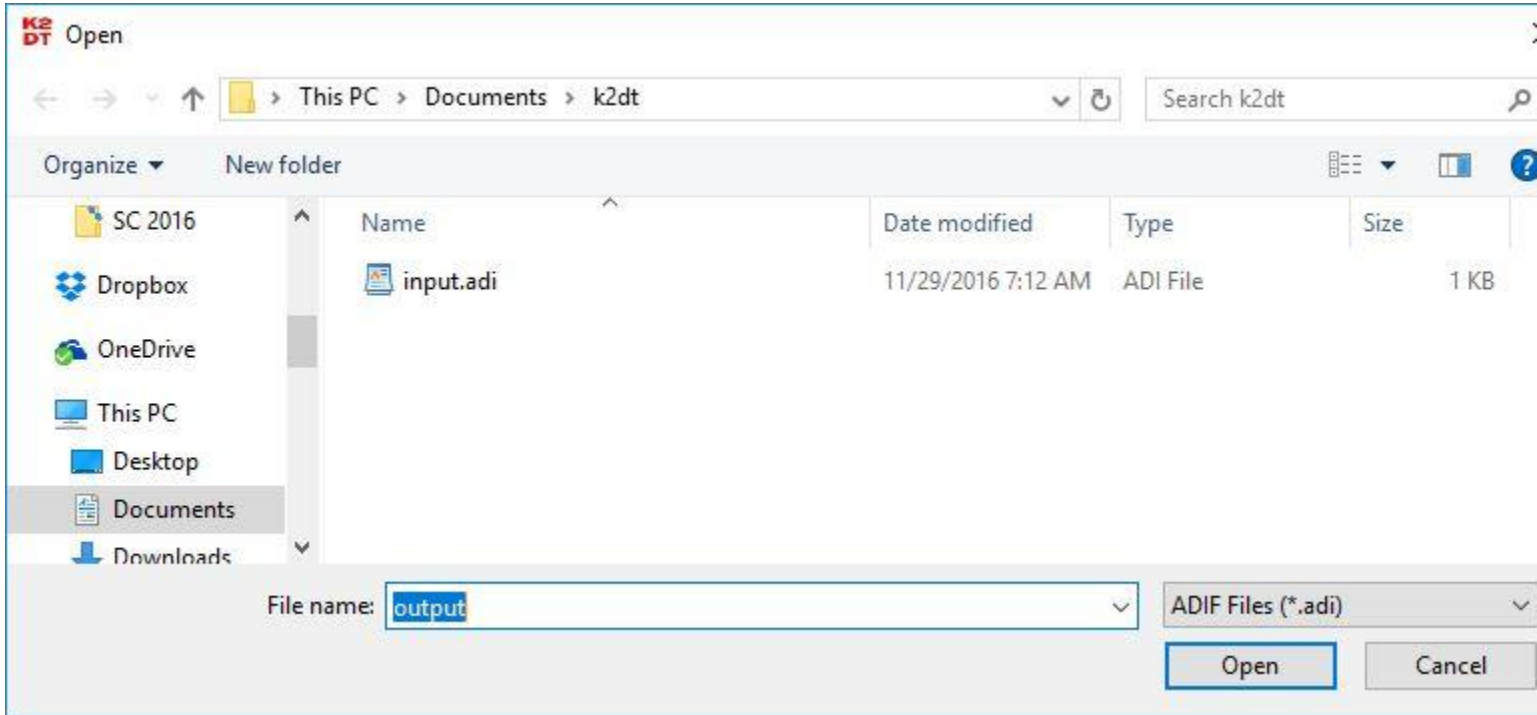 K2
DT Open
This PC > Documents > k2dt
Search k2dt
Organize New folder
?
SC 2016
Name Date modified Type Size
Dropbox
input.adi 11/29/2016 7:12 AM ADI File 1 KB
OneDrive
This PC
Desktop
Documents
Downloads
File name: output ADIF Files (*.adi)
Open Cancel